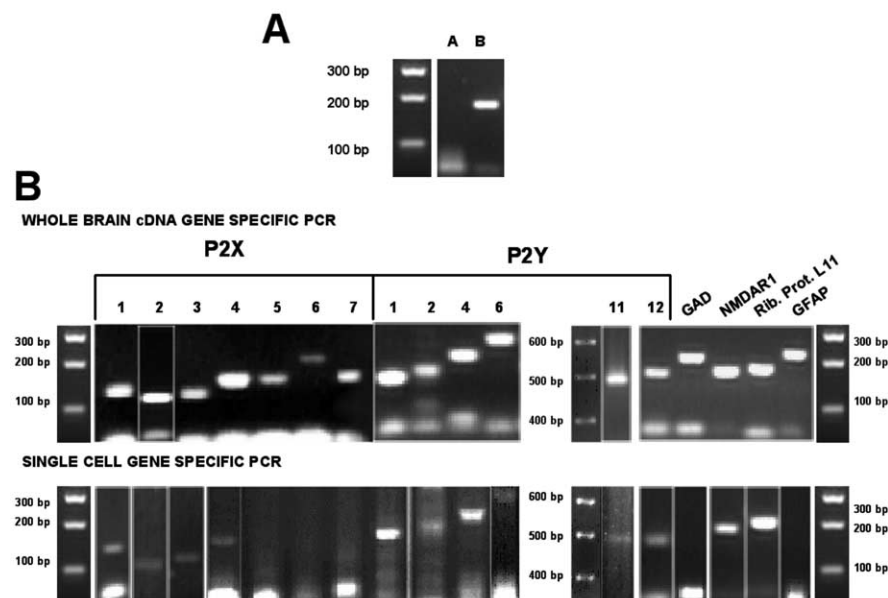 A
A B
300 bp
200 bp
100 bp
B
WHOLE BRAIN cDNA GENE SPECIFIC PCR
P2X P2Y
1 2 3 4 5 6 7 1 2 4 6 11 12 GAD NMDAR1 Rib. Prot. L11 GFAP
300 bp 600 bp 300 bp
200 bp 500 bp 200 bp
100 bp 400 bp 100 bp
SINGLE CELL GENE SPECIFIC PCR
300 bp 600 bp 300 bp
200 bp 500 bp 200 bp
100 bp 400 bp 100 bp